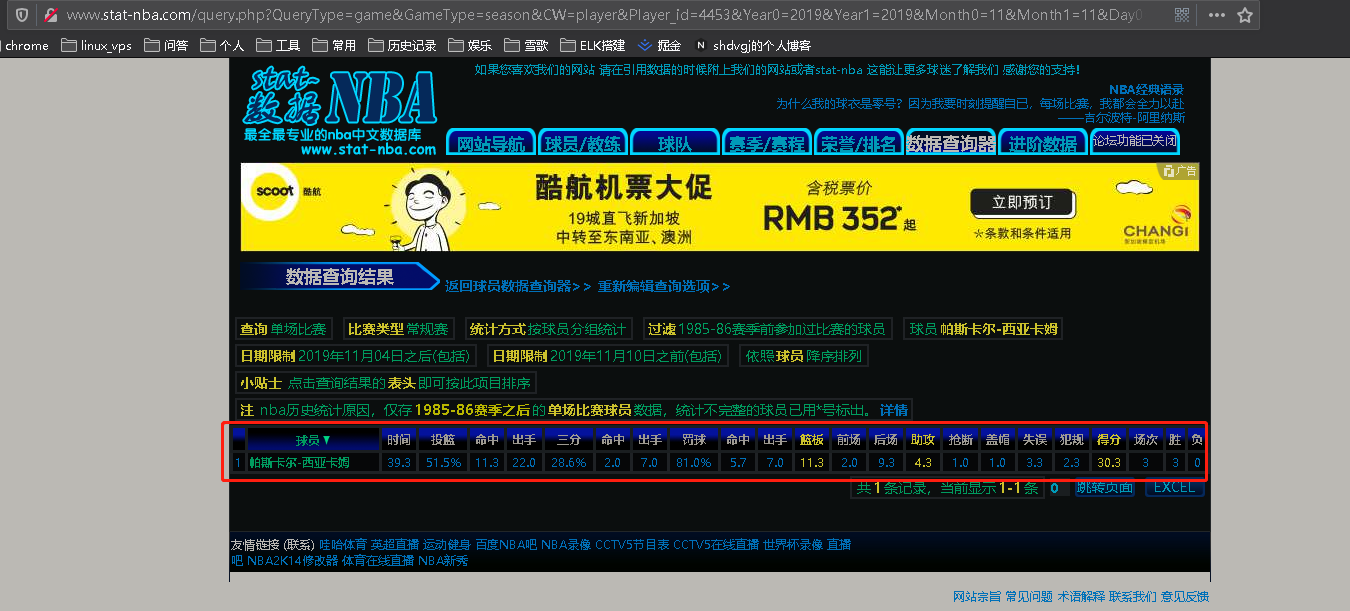 www.stat-nba.com/query.php?QueryType=game&GameType=season&CW=player&Player_id=4453&Year0=2019&Year1=2019&Month0=11&Month1=11&Day0
chrome linux_vps 问答 个人 工具 常用 历史记录 娱乐 雪歌 ELK搭建 掘金 N shdvgj的个人博客
stat- 数据 NBA
最全最专业的nba中文数据库
www.stat-nba.com
如果您喜欢我们的网站 请在引用数据的时候附上我们的网站或者stat-nba 这能让更多球迷了解我们 感谢您的支持!
NBA经典语录
为什么我的球衣是零号？因为我要时刻提醒自己，每场比赛，我都会全力以赴
——吉尔波特-阿里纳斯
网站导航 球员/教练 球队 赛季/赛程 荣誉/排名 数据查询器 进阶数据 论坛功能已关闭
scoot 酷航
酷航机票大促
19城直飞新加坡
中转至东南亚、澳洲
含税票价
RMB 352*起
立即预订
*条款和条件适用
广告
CHANGI
新加坡樟宜机场
数据查询结果 返回球员数据查询器>> 重新编辑查询选项>>
查询 单场比赛 比赛类型 常规赛 统计方式 按球员分组统计 过滤 1985-86赛季前参加过比赛的球员 球员 帕斯卡尔-西亚卡姆
日期限制 2019年11月04日之后(包括) 日期限制 2019年11月10日之前(包括) 依照 球员 降序排列
小贴士 点击查询结果的 表头 即可按此项目排序
注 nba历史统计原因，仅存 1985-86赛季之后 的 单场比赛球员 数据，统计不完整的球员已用*号标出。 详情
球员▼ 时间 投篮 命中 出手 三分 命中 出手 罚球 命中 出手 篮板 前场 后场 助攻 抢断 盖帽 失误 犯规 得分 场次 胜 负
1 帕斯卡尔-西亚卡姆 39.3 51.5% 11.3 22.0 28.6% 2.0 7.0 81.0% 5.7 7.0 11.3 2.0 9.3 4.3 1.0 1.0 3.3 2.3 30.3 3 3 0
共 1 条记录，当前显示 1-1 条 0 跳转页面 EXCEL
友情链接 (联系) 哇哈体育 英超直播 运动健身 百度NBA吧 NBA录像 CCTV5节目表 CCTV5在线直播 世界杯录像 直播
吧 NBA2K14修改器 体育在线直播 NBA新秀
网站宗旨 常见问题 术语解释 联系我们 意见反馈